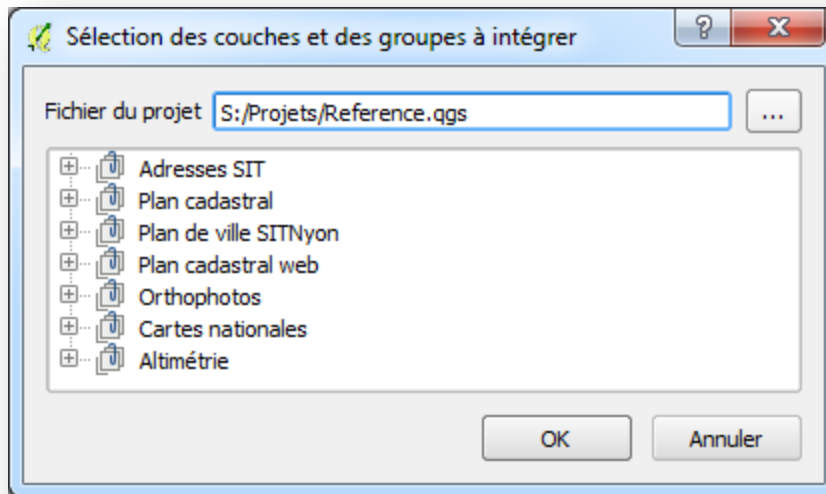 Sélection des couches et des groupes à intégrer
Fichier du projet S:/Projets/Reference.qgs ...
Adresses SIT
Plan cadastral
Plan de ville SITNyon
Plan cadastral web
Orthophotos
Cartes nationales
Altimétrie
OK Annuler